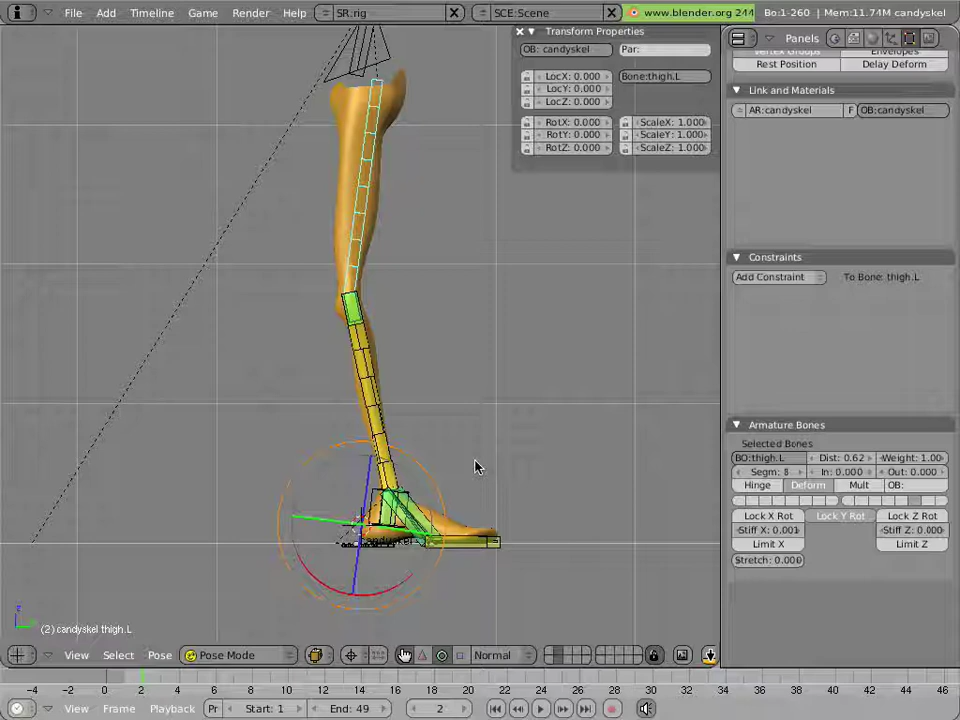 File Add Timeline Game Render Help SR:rig SCE:Scene www.blender.org 244 Bo:1-260 | Mem:11.74M candyskel
Transform Properties
OB: candyskel Par:
LocX: 0.000 Bone:thigh.L
LocY: 0.000
LocZ: 0.000
RotX: 0.000 ScaleX: 1.000
RotY: 0.000 ScaleY: 1.000
RotZ: 0.000 ScaleZ: 1.000
Panels
Vertex Groups Envelopes
Rest Position Delay Deform
Link and Materials
AR:candyskel F OB:candyskel
Constraints
Add Constraint To Bone: thigh.L
Armature Bones
Selected Bones
BO:thigh.L Dist: 0.62 Weight: 1.00
Segm: 8 In: 0.000 Out: 0.000
Hinge Deform Mult OB:
Lock X Rot Lock Y Rot Lock Z Rot
Stiff X: 0.001 Stiff Z: 0.000
Limit X Limit Z
Stretch: 0.000
candyskel
z
(2) candyskel thigh.L
View Select Pose Pose Mode Normal
-4 -2 0 2 4 6 8 10 12 14 16 18 20 22 24 26 28 30 32 34 36 38 40 42 44 46
View Frame Playback Pr Start: 1 End: 49 2